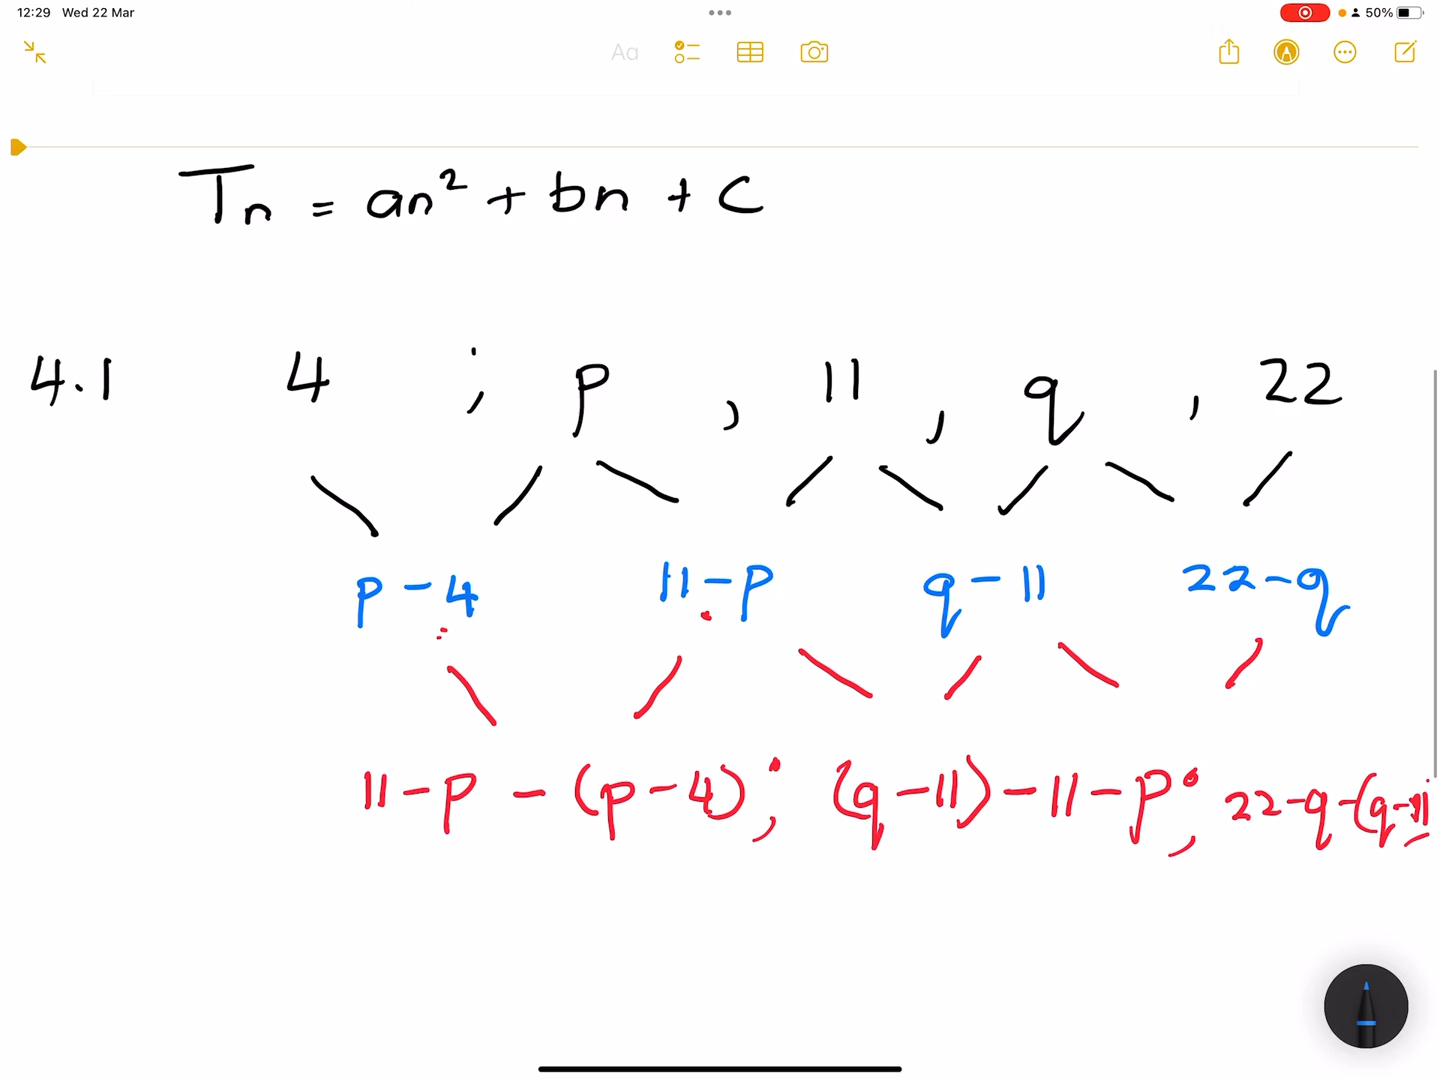 12:29 Wed 22 Mar 50%
Aa
Tn = an² + bn + c
4.1 4 ; p , 11 , q , 22
p - 4 11 - p q - 11 22 - q
11 - p - (p - 4) ; (q - 11) - 11 - p ; 22 - q - (q - 11